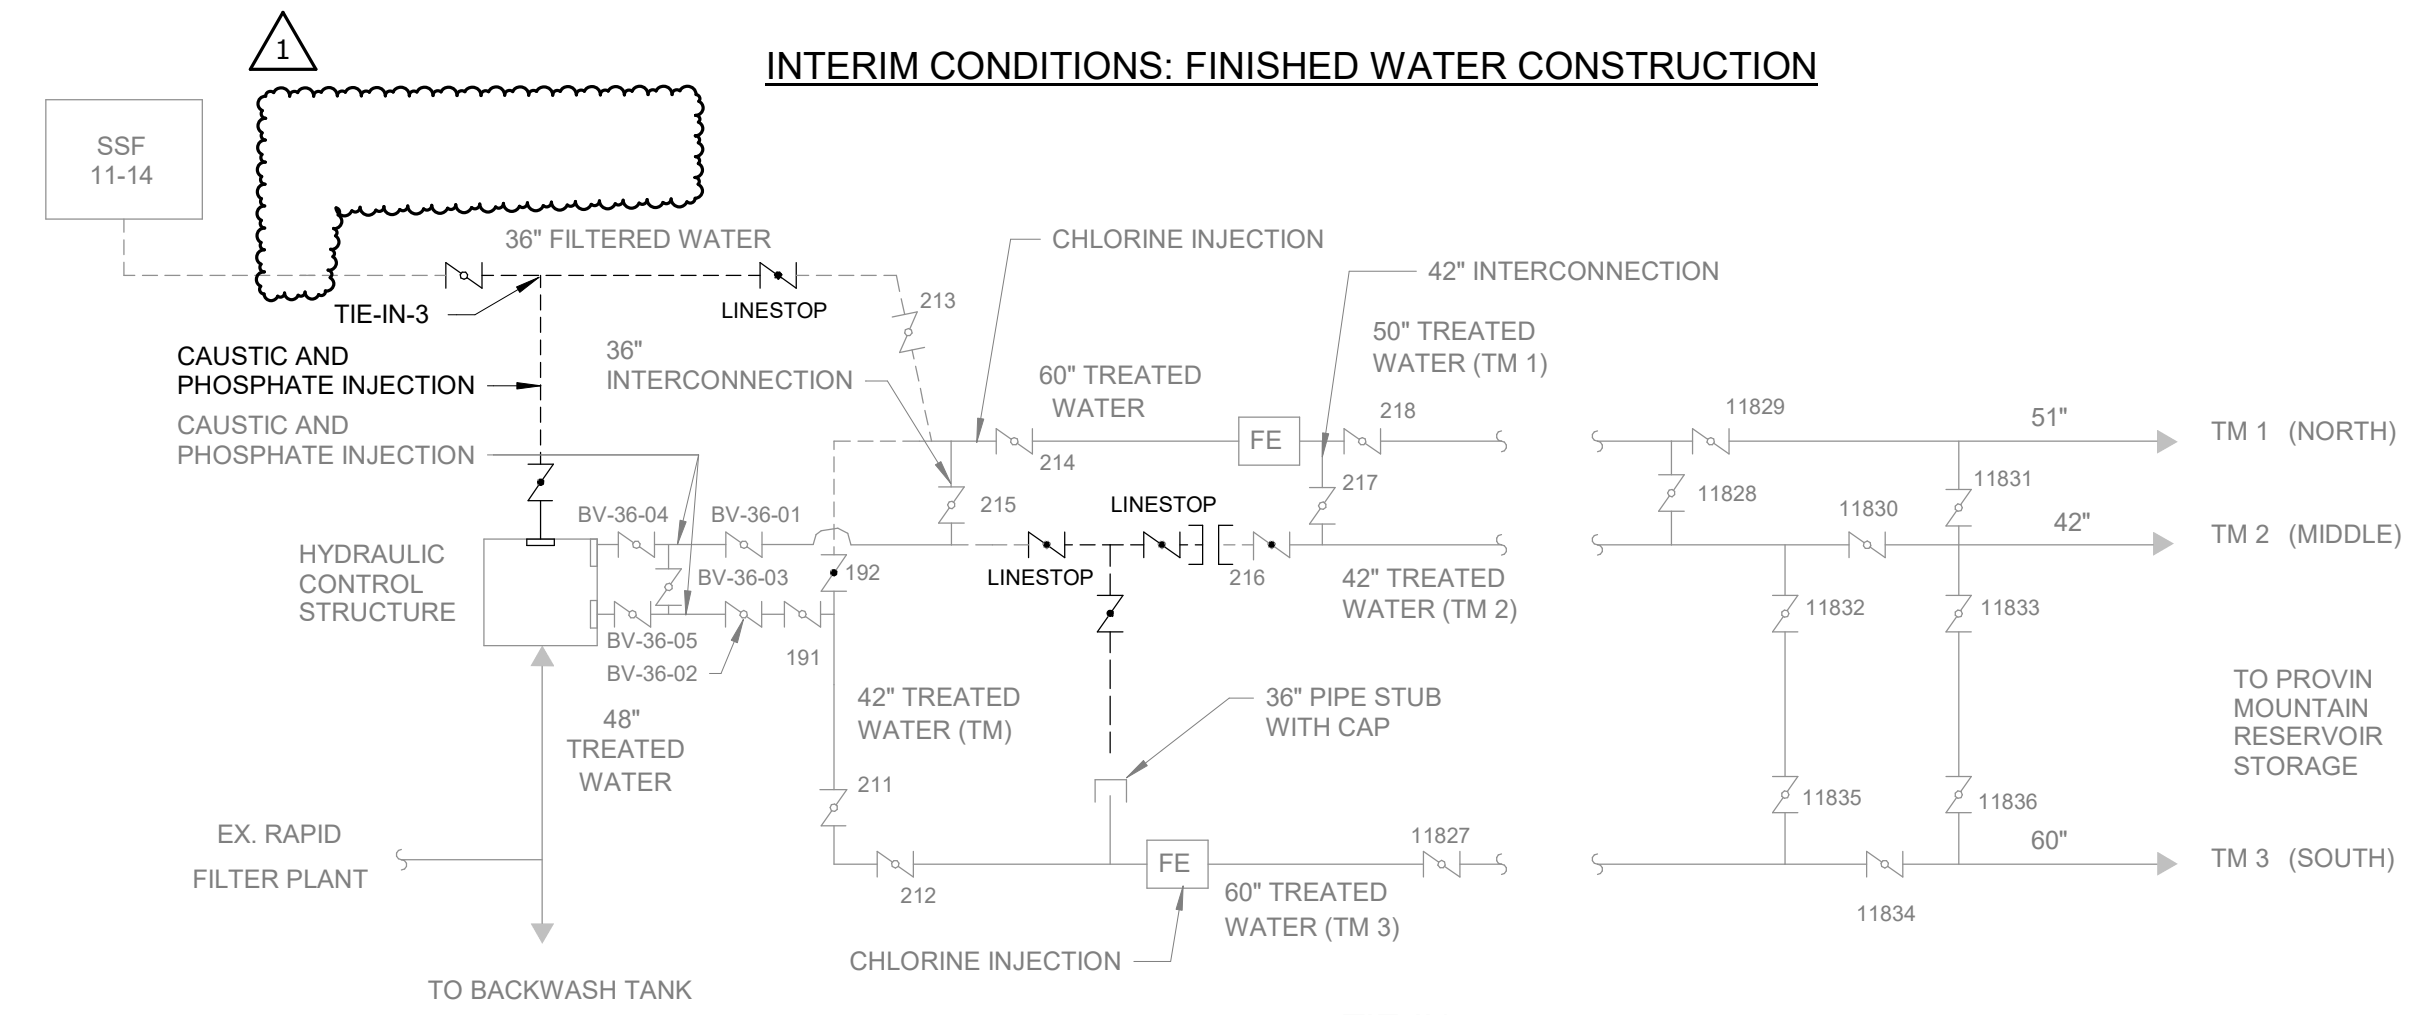 1
INTERIM CONDITIONS: FINISHED WATER CONSTRUCTION
SSF
11-14
36" FILTERED WATER
CHLORINE INJECTION
42" INTERCONNECTION
TIE-IN-3
LINESTOP
213
50" TREATED
WATER (TM 1)
CAUSTIC AND
PHOSPHATE INJECTION
36"
INTERCONNECTION
60" TREATED
WATER
CAUSTIC AND
PHOSPHATE INJECTION
214
FE
218
217
11829
51"
TM 1 (NORTH)
11828
11831
11830
42"
TM 2 (MIDDLE)
BV-36-04
BV-36-01
215
LINESTOP
HYDRAULIC
CONTROL
STRUCTURE
BV-36-03
192
LINESTOP
216
42" TREATED
WATER (TM 2)
11832
11833
BV-36-05
BV-36-02
191
48"
TREATED
WATER
42" TREATED
WATER (TM)
36" PIPE STUB
WITH CAP
TO PROVIN
MOUNTAIN
RESERVOIR
STORAGE
211
11835
11836
EX. RAPID
FILTER PLANT
212
FE
11827
60"
TM 3 (SOUTH)
60" TREATED
WATER (TM 3)
11834
CHLORINE INJECTION
TO BACKWASH TANK